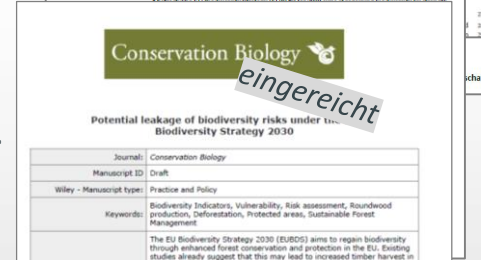 Conservation Biology
eingereicht
Potential leakage of biodiversity risks under
Biodiversity Strategy 2030
Journal: Conservation Biology
Manuscript ID Draft
Wiley - Manuscript type: Practice and Policy
Keywords: Biodiversity Indicators, Vulnerability, Risk assessment, Roundwood
production, Deforestation, Protected areas, Sustainable Forest
Management
The EU Biodiversity Strategy 2030 (EUBDS) aims to regain biodiversity
through enhanced forest conservation and protection in the EU. Existing
studies already suggest that this may lead to increased timber harvest in